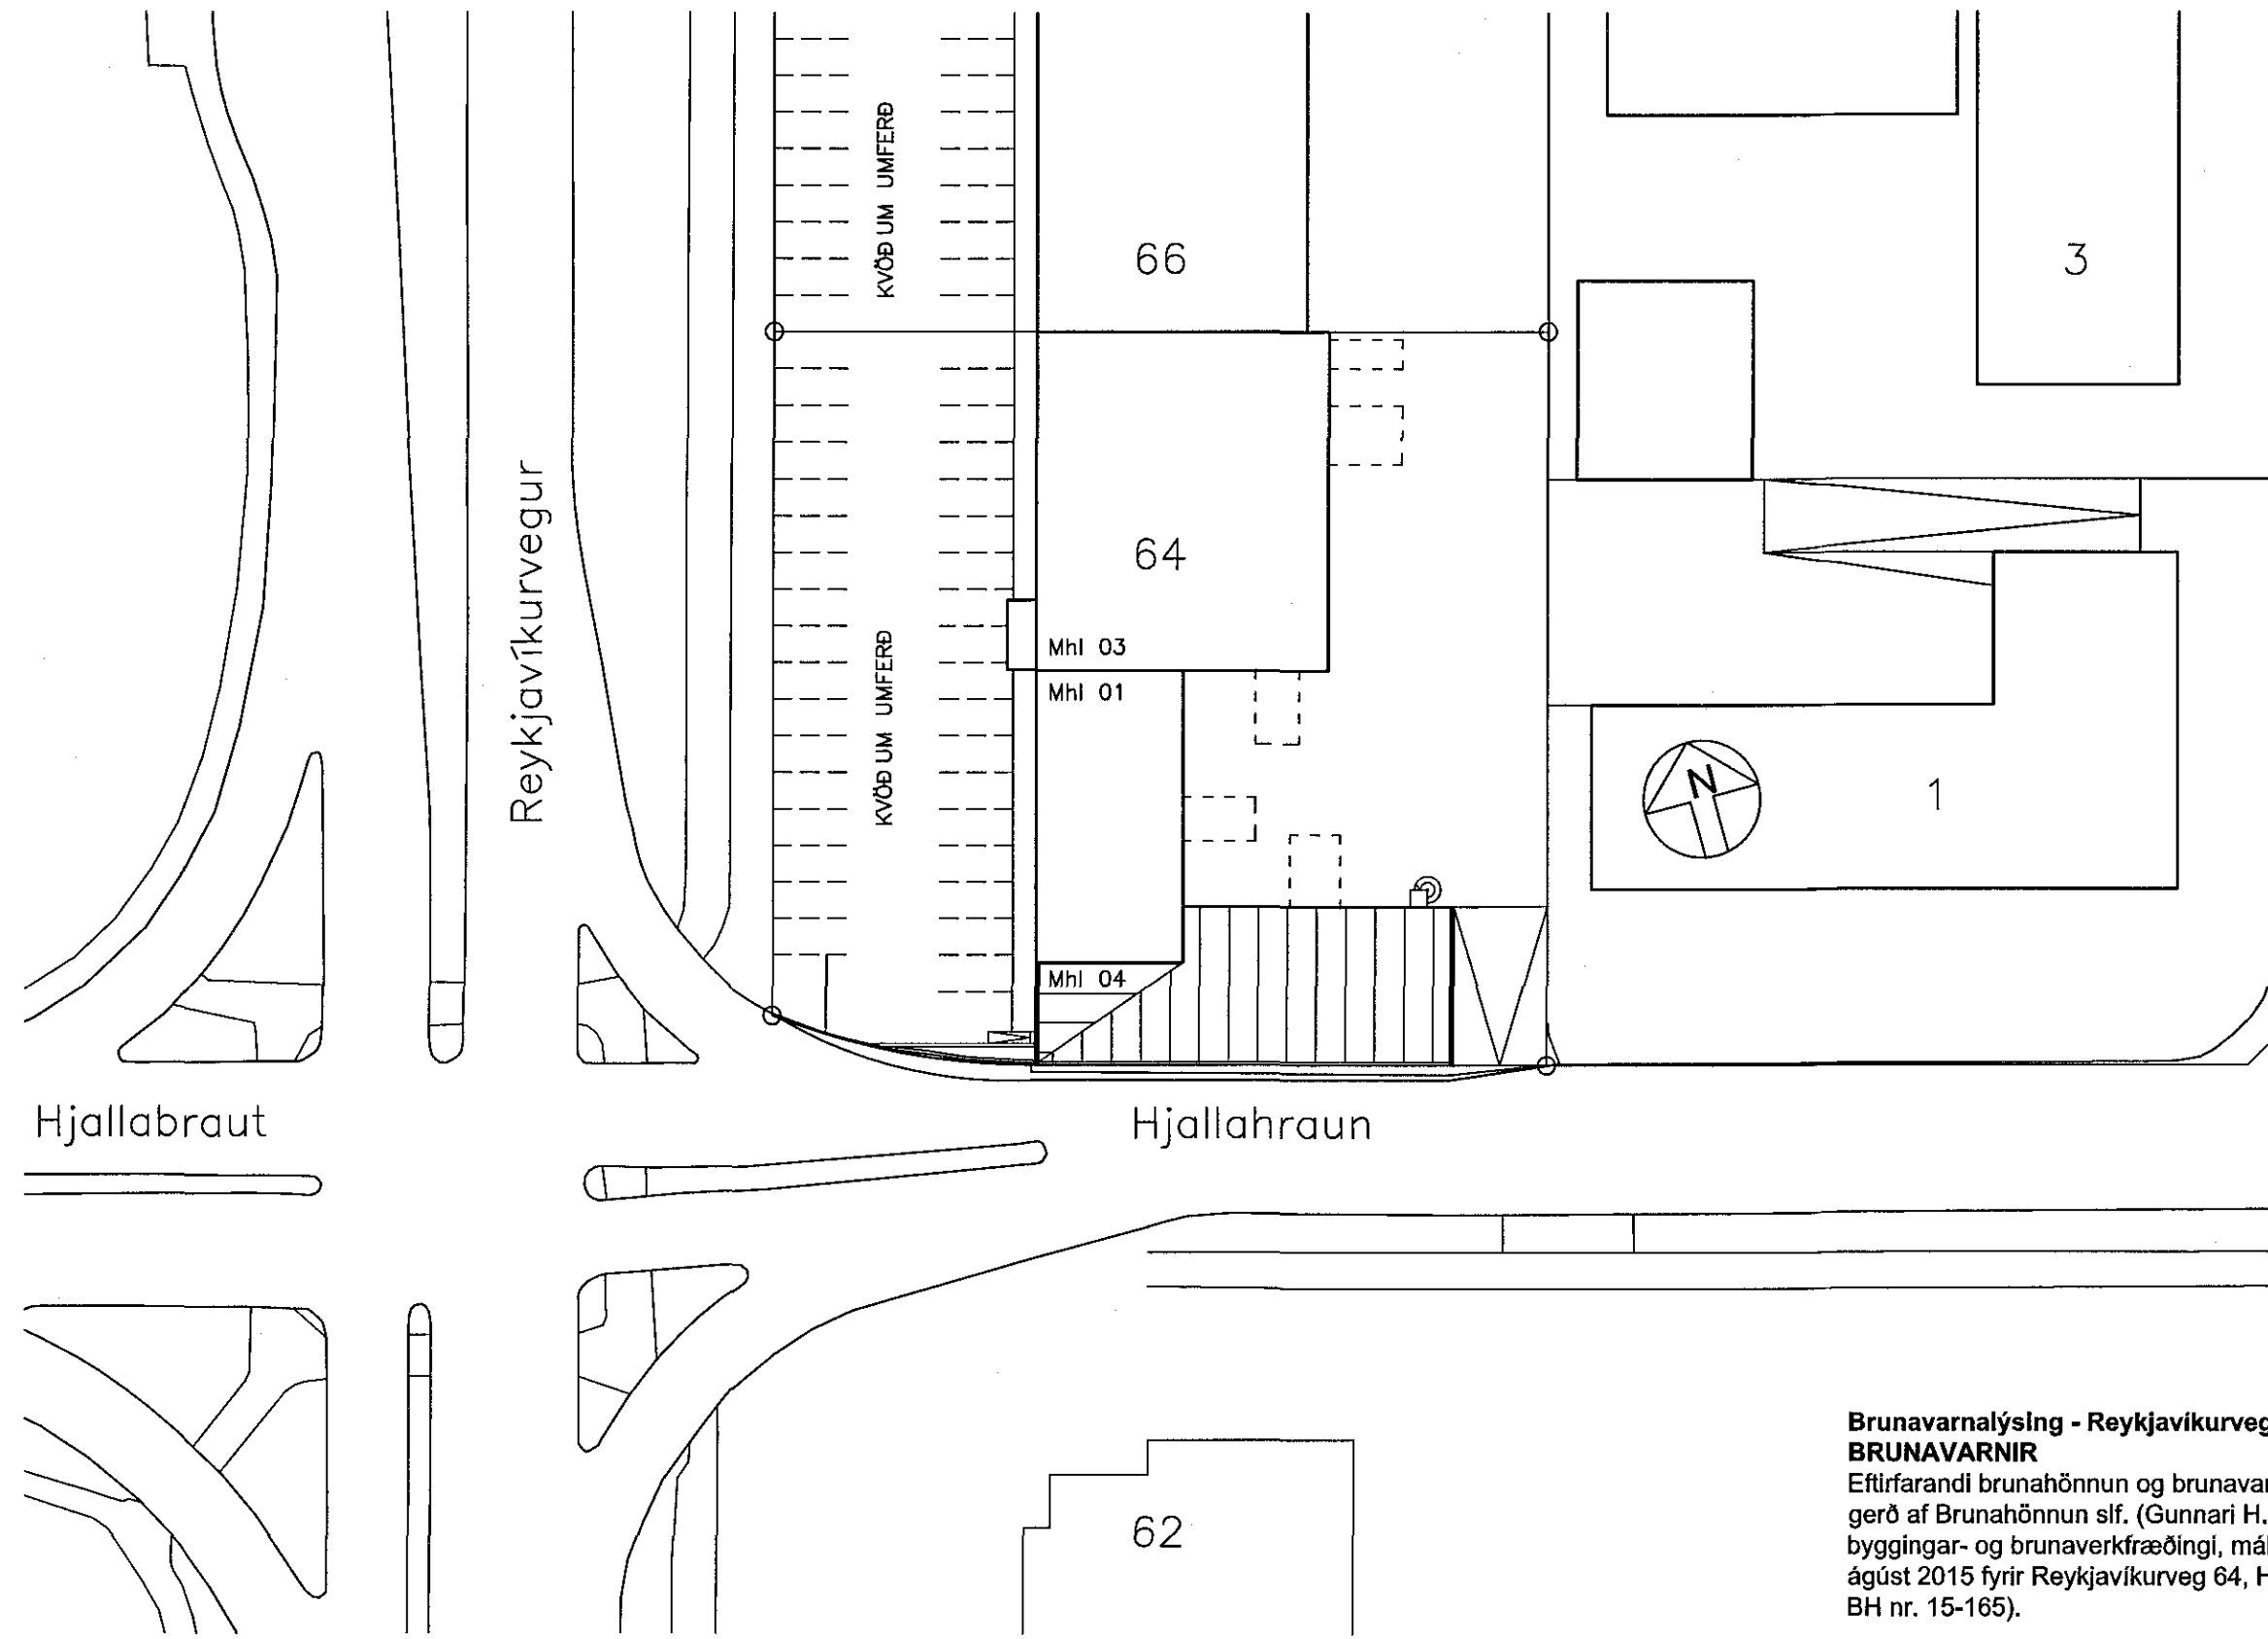 KVÖÐ UM UMFERÐ
66
3
Reykjavíkurvegur
64
Mhl 03
Mhl 01
KVÖÐ UM UMFERÐ
N
1
Mhl 04
Hjallabraut
Hjallahraun
62
Brunavarnalýsing - Reykjavíkurveg
BRUNAVARNIR
Eftirfarandi brunahönnun og brunavar
gerð af Brunahönnun slf. (Gunnari H.
byggingar- og brunaverkfræðingi, mál
ágúst 2015 fyrir Reykjavíkurveg 64, H
BH nr. 15-165).